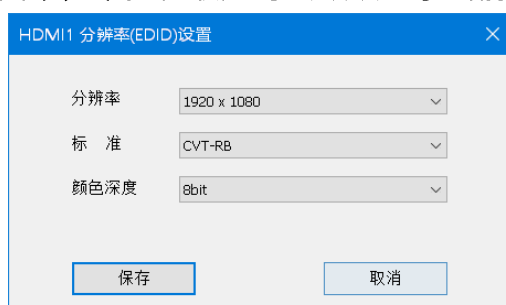 HDMI1 分辨率(EDID)设置
分辨率 1920 x 1080
标 准 CVT-RB
颜色深度 8bit
保存 取消